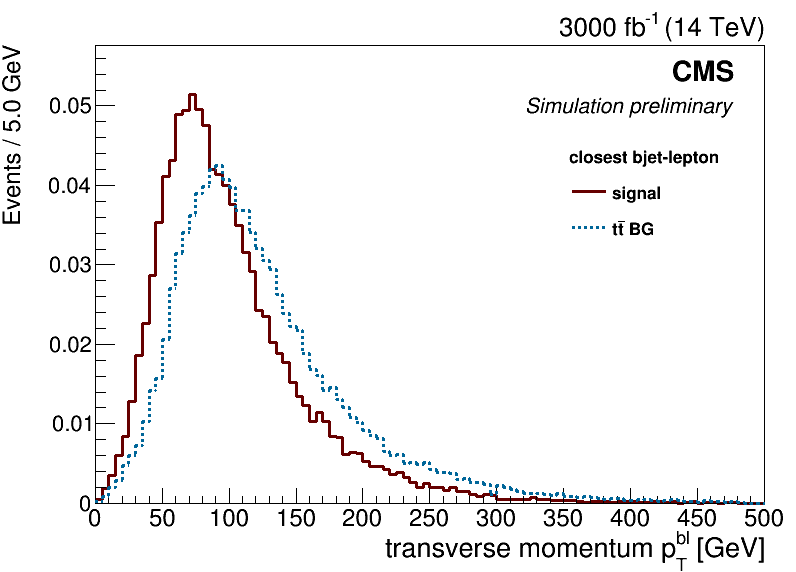 3000 fb⁻¹ (14 TeV)
Events / 5.0 GeV
CMS
Simulation preliminary
closest bjet-lepton
signal
tt̄ BG
0.05
0.04
0.03
0.02
0.01
0
0 50 100 150 200 250 300 350 400 450 500
transverse momentum p_T^bl [GeV]